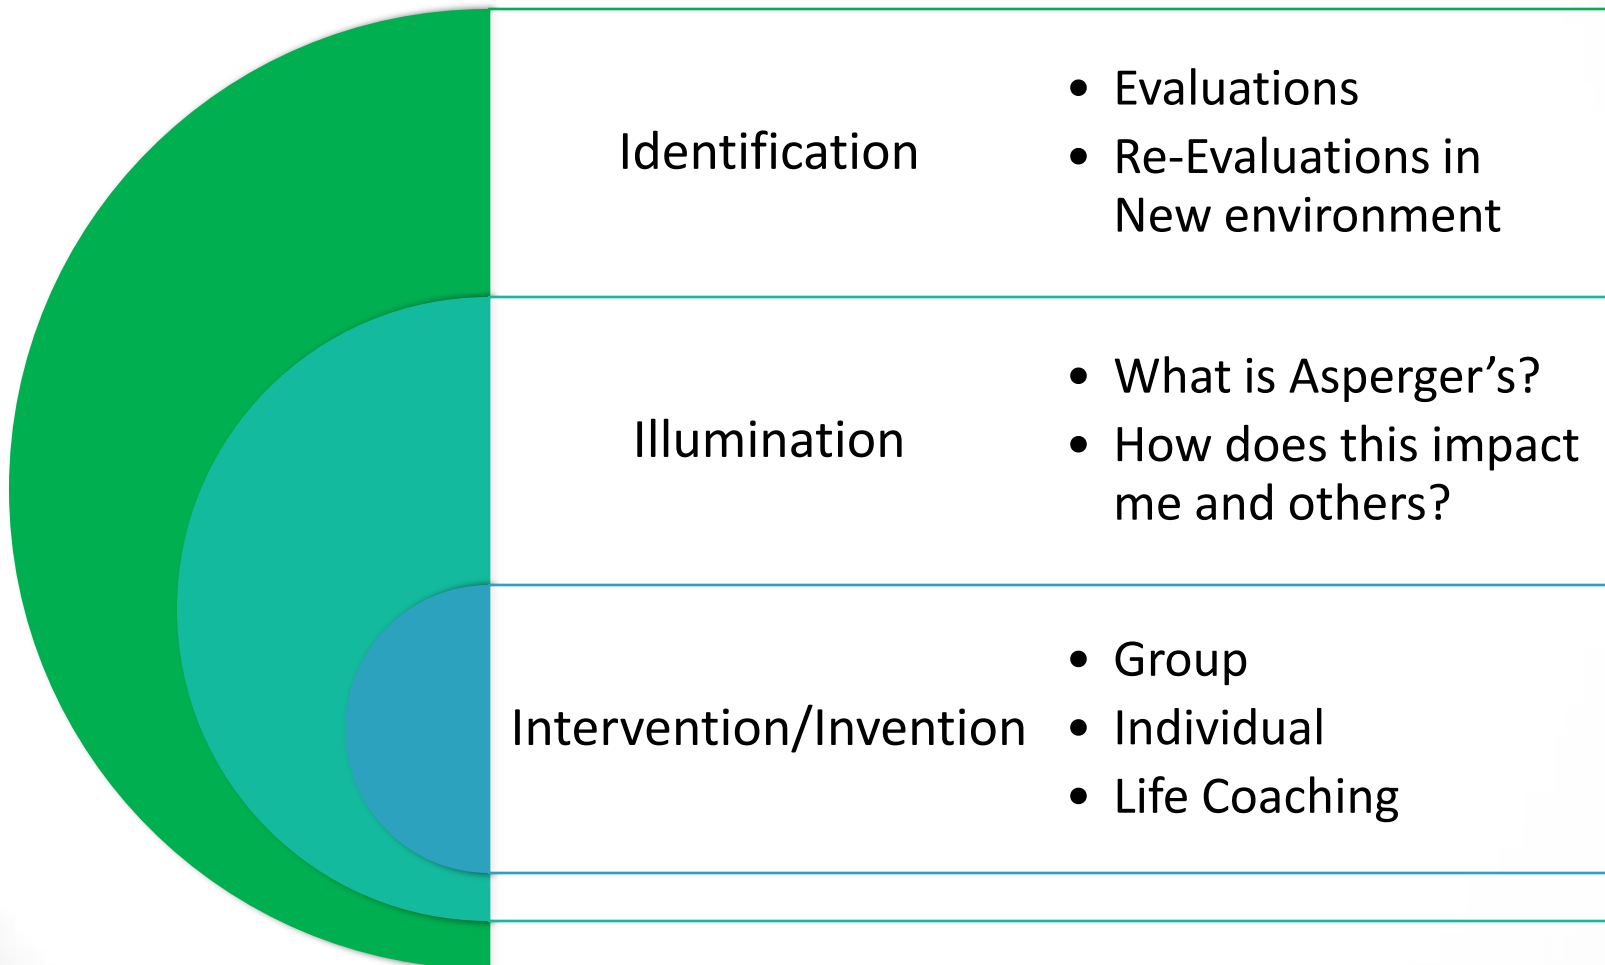 Identification
• Evaluations
• Re-Evaluations in
New environment
Illumination
• What is Asperger’s?
• How does this impact
me and others?
Intervention/Invention
• Group
• Individual
• Life Coaching